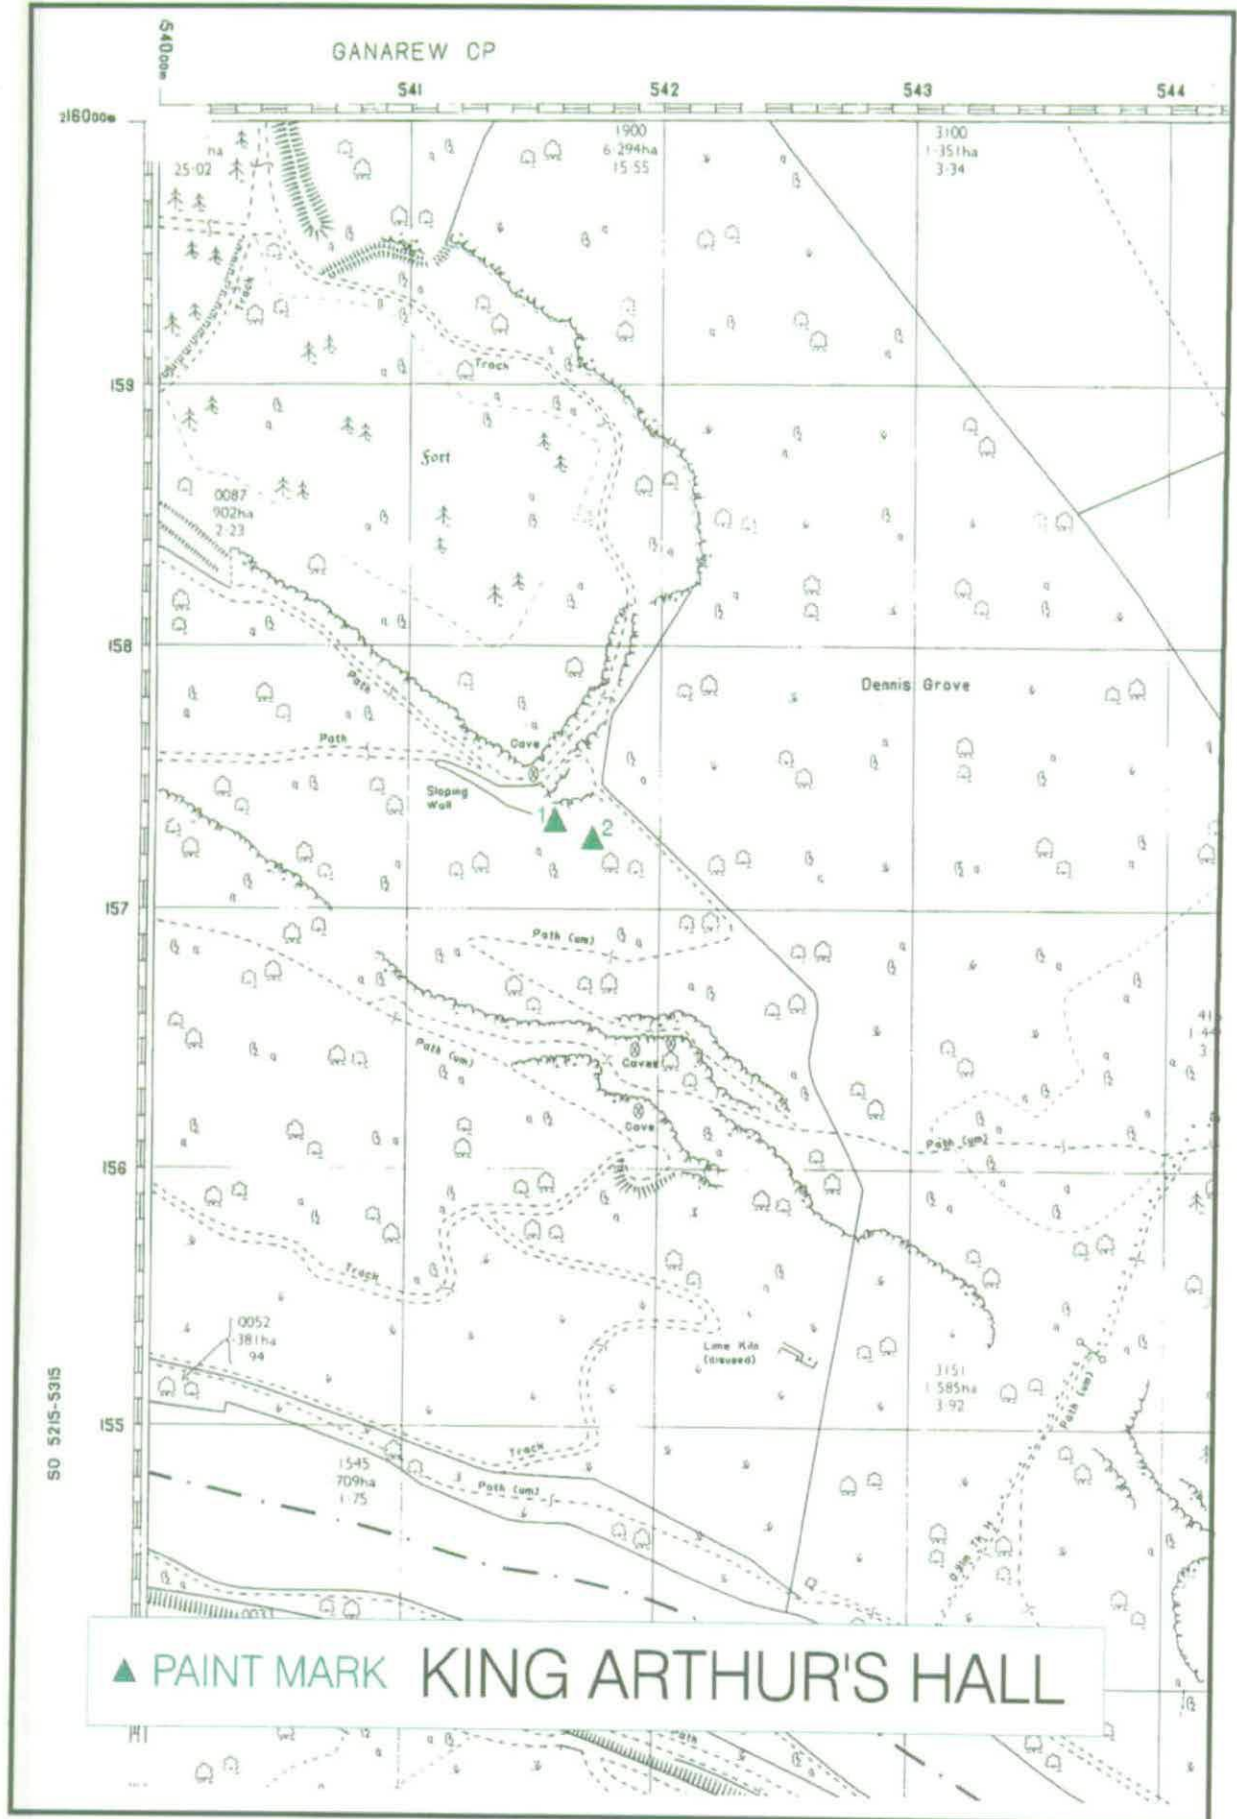 GANAREW CP
540000m
541
542
543
544
2160000m
ha
25·02
1900
6·294ha
15·55
3100
1·351ha
3·34
Track
Track
159
Fort
0087
902ha
2·23
158
Path
Dennis Grove
Path
Cave
Sloping
Wall
1
2
157
Path (um)
Path (um)
Caves
Cave
Path (um)
156
Track
0052
·381ha
94
Lime Kiln
(disused)
3151
1·585ha
3·92
Path (um)
SO 5215-5315
155
Track
1545
709ha
1·75
Path (um)
▲ PAINT MARK KING ARTHUR'S HALL
Path